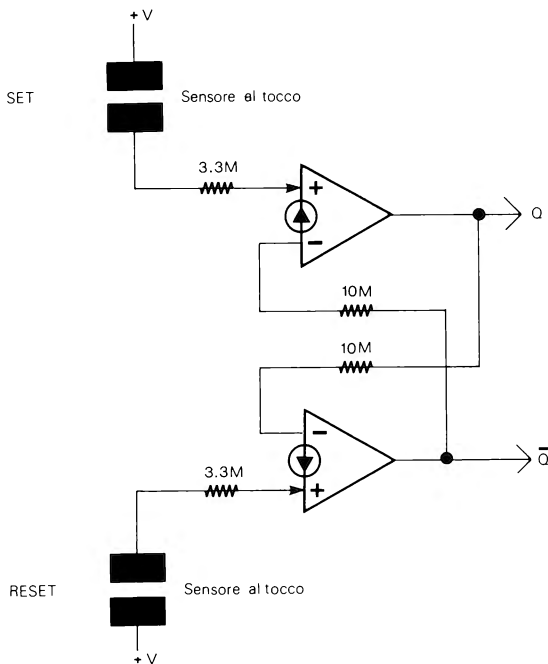 + V
SET
Sensore al tocco
3.3M
+
Q
−
10M
10M
−
Q̅
3.3M
+
RESET
Sensore al tocco
+ V